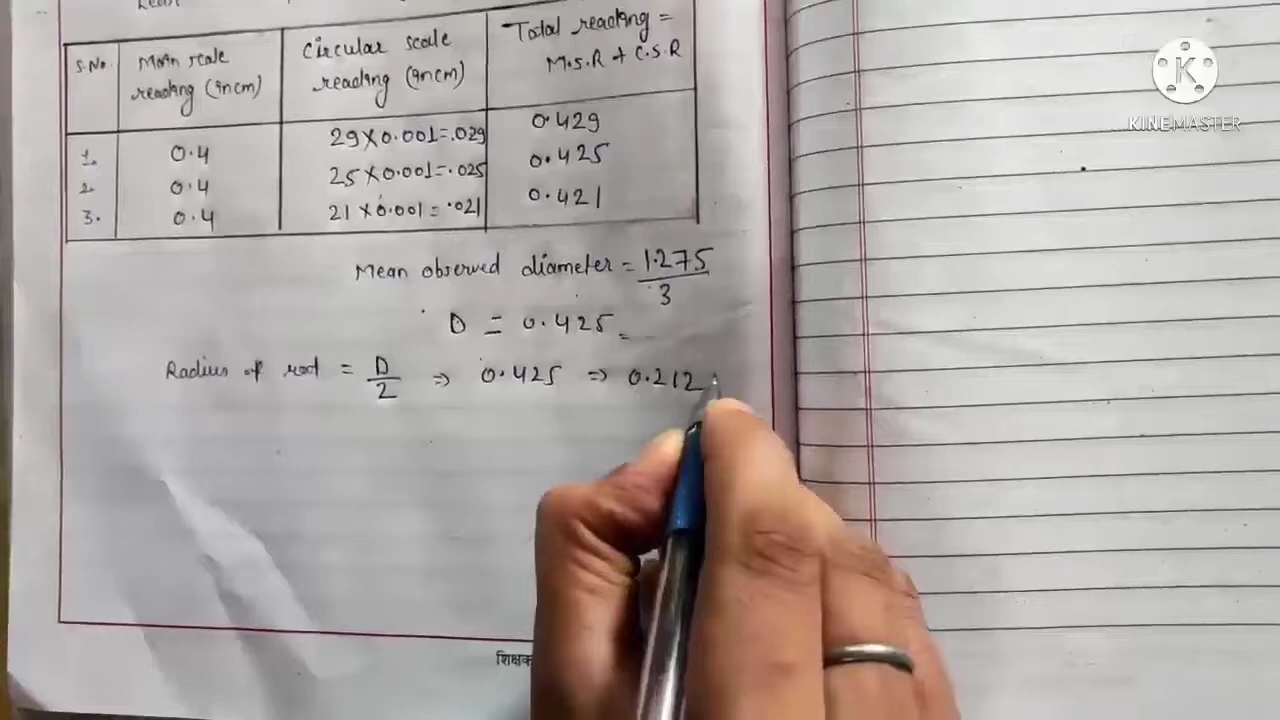 Least
S.No. Main scale reading (in cm) Circular scale reading (in cm) Total reading = M.S.R + C.S.R
1. 0.4 29×0.001=.029 0.429
2. 0.4 25×0.001=.025 0.425
3. 0.4 21×0.001=.021 0.421
Mean observed diameter = 1.275/3
D = 0.425
Radius of rod = D/2 ⇒ 0.425 ⇒ 0.212
शिक्षक
KINEMASTER